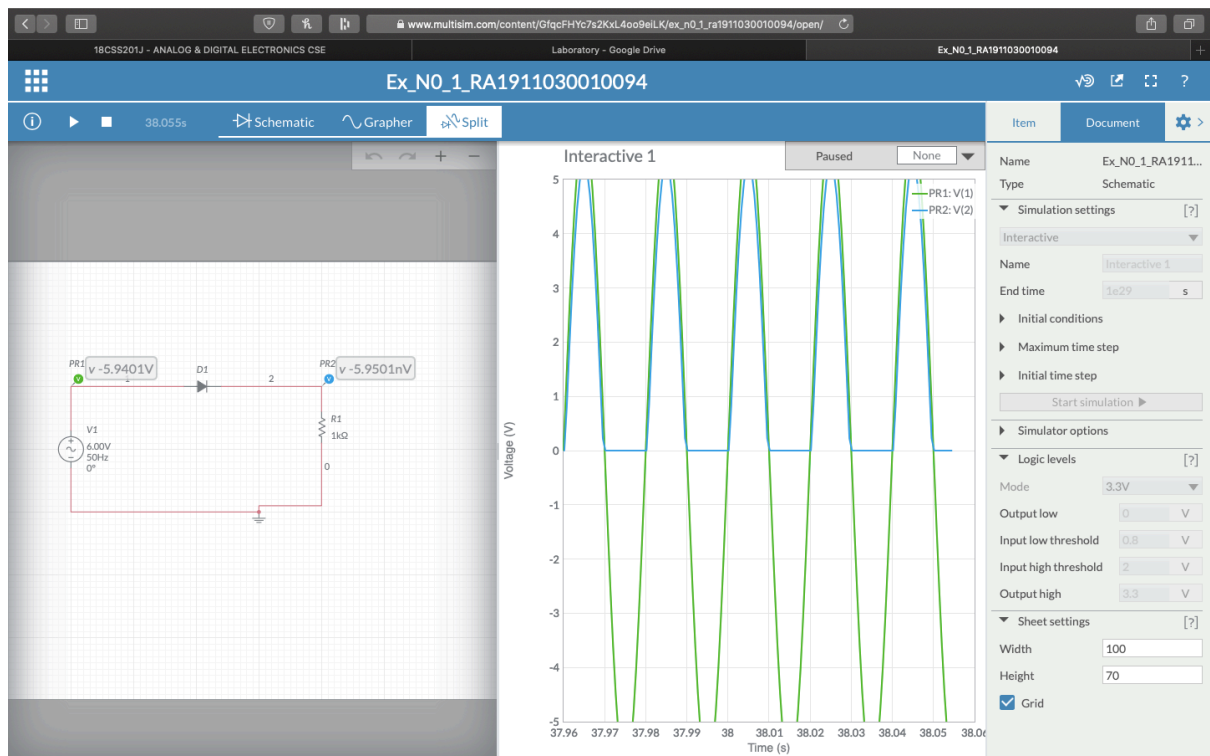 www.multisim.com/content/GfqcFHYc7s2KxL4oo9eiLK/ex_n0_1_ra1911030010094/open/
18CSS201J - ANALOG & DIGITAL ELECTRONICS CSE
Laboratory - Google Drive
Ex_N0_1_RA1911030010094
Ex_N0_1_RA1911030010094
?
38.055s
Schematic
Grapher
Split
Item
Document
Interactive 1
Paused
None
Name Ex_N0_1_RA1911...
Type Schematic
Simulation settings [?]
Interactive
Name Interactive 1
End time 1e29 s
Initial conditions
Maximum time step
Initial time step
Start simulation
Simulator options
Logic levels [?]
Mode 3.3V
Output low 0 V
Input low threshold 0.8 V
Input high threshold 2 V
Output high 3.3 V
Sheet settings [?]
Width 100
Height 70
Grid
PR1 v -5.9401V
1
D1
2
PR2 v -5.9501nV
V
V
V1
6.00V
50Hz
0°
R1
1kΩ
0
PR1: V(1)
PR2: V(2)
Voltage (V)
5
4
3
2
1
0
-1
-2
-3
-4
-5
37.96 37.97 37.98 37.99 38 38.01 38.02 38.03 38.04 38.05
Time (s)